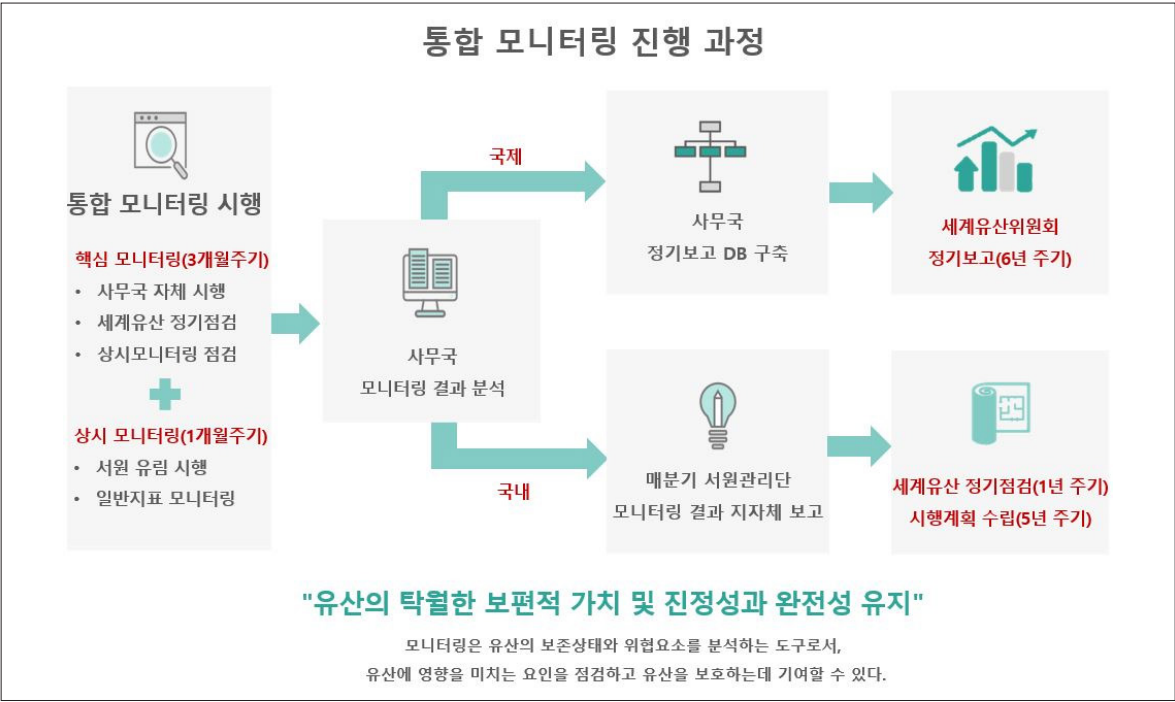 통합 모니터링 진행 과정
통합 모니터링 시행
핵심 모니터링(3개월주기)
• 사무국 자체 시행
• 세계유산 정기점검
• 상시모니터링 점검
상시 모니터링(1개월주기)
• 서원 유림 시행
• 일반지표 모니터링
사무국
모니터링 결과 분석
국제
사무국
정기보고 DB 구축
세계유산위원회
정기보고(6년 주기)
국내
매분기 서원관리단
모니터링 결과 지자체 보고
세계유산 정기점검(1년 주기)
시행계획 수립(5년 주기)
"유산의 탁월한 보편적 가치 및 진정성과 완전성 유지"
모니터링은 유산의 보존상태와 위협요소를 분석하는 도구로서,
유산에 영향을 미치는 요인을 점검하고 유산을 보호하는데 기여할 수 있다.